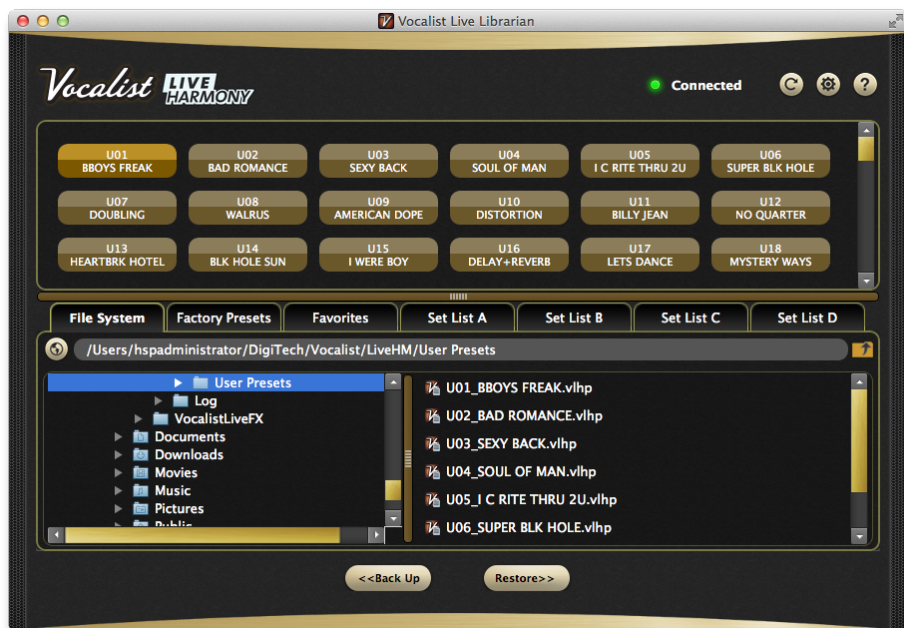 Vocalist Live Librarian
Vocalist LIVE HARMONY
Connected
?
U01 U02 U03 U04 U05 U06
BBOYS FREAK BAD ROMANCE SEXY BACK SOUL OF MAN I C RITE THRU 2U SUPER BLK HOLE
U07 U08 U09 U10 U11 U12
DOUBLING WALRUS AMERICAN DOPE DISTORTION BILLY JEAN NO QUARTER
U13 U14 U15 U16 U17 U18
HEARTBRK HOTEL BLK HOLE SUN I WERE BOY DELAY+REVERB LETS DANCE MYSTERY WAYS
File System Factory Presets Favorites Set List A Set List B Set List C Set List D
/Users/hspadministrator/DigiTech/Vocalist/LiveHM/User Presets
User Presets
Log
VocalistLiveFX
Documents
Downloads
Movies
Music
Pictures
Public
U01_BBOYS FREAK.vlhp
U02_BAD ROMANCE.vlhp
U03_SEXY BACK.vlhp
U04_SOUL OF MAN.vlhp
U05_I C RITE THRU 2U.vlhp
U06_SUPER BLK HOLE.vlhp
<<Back Up Restore>>